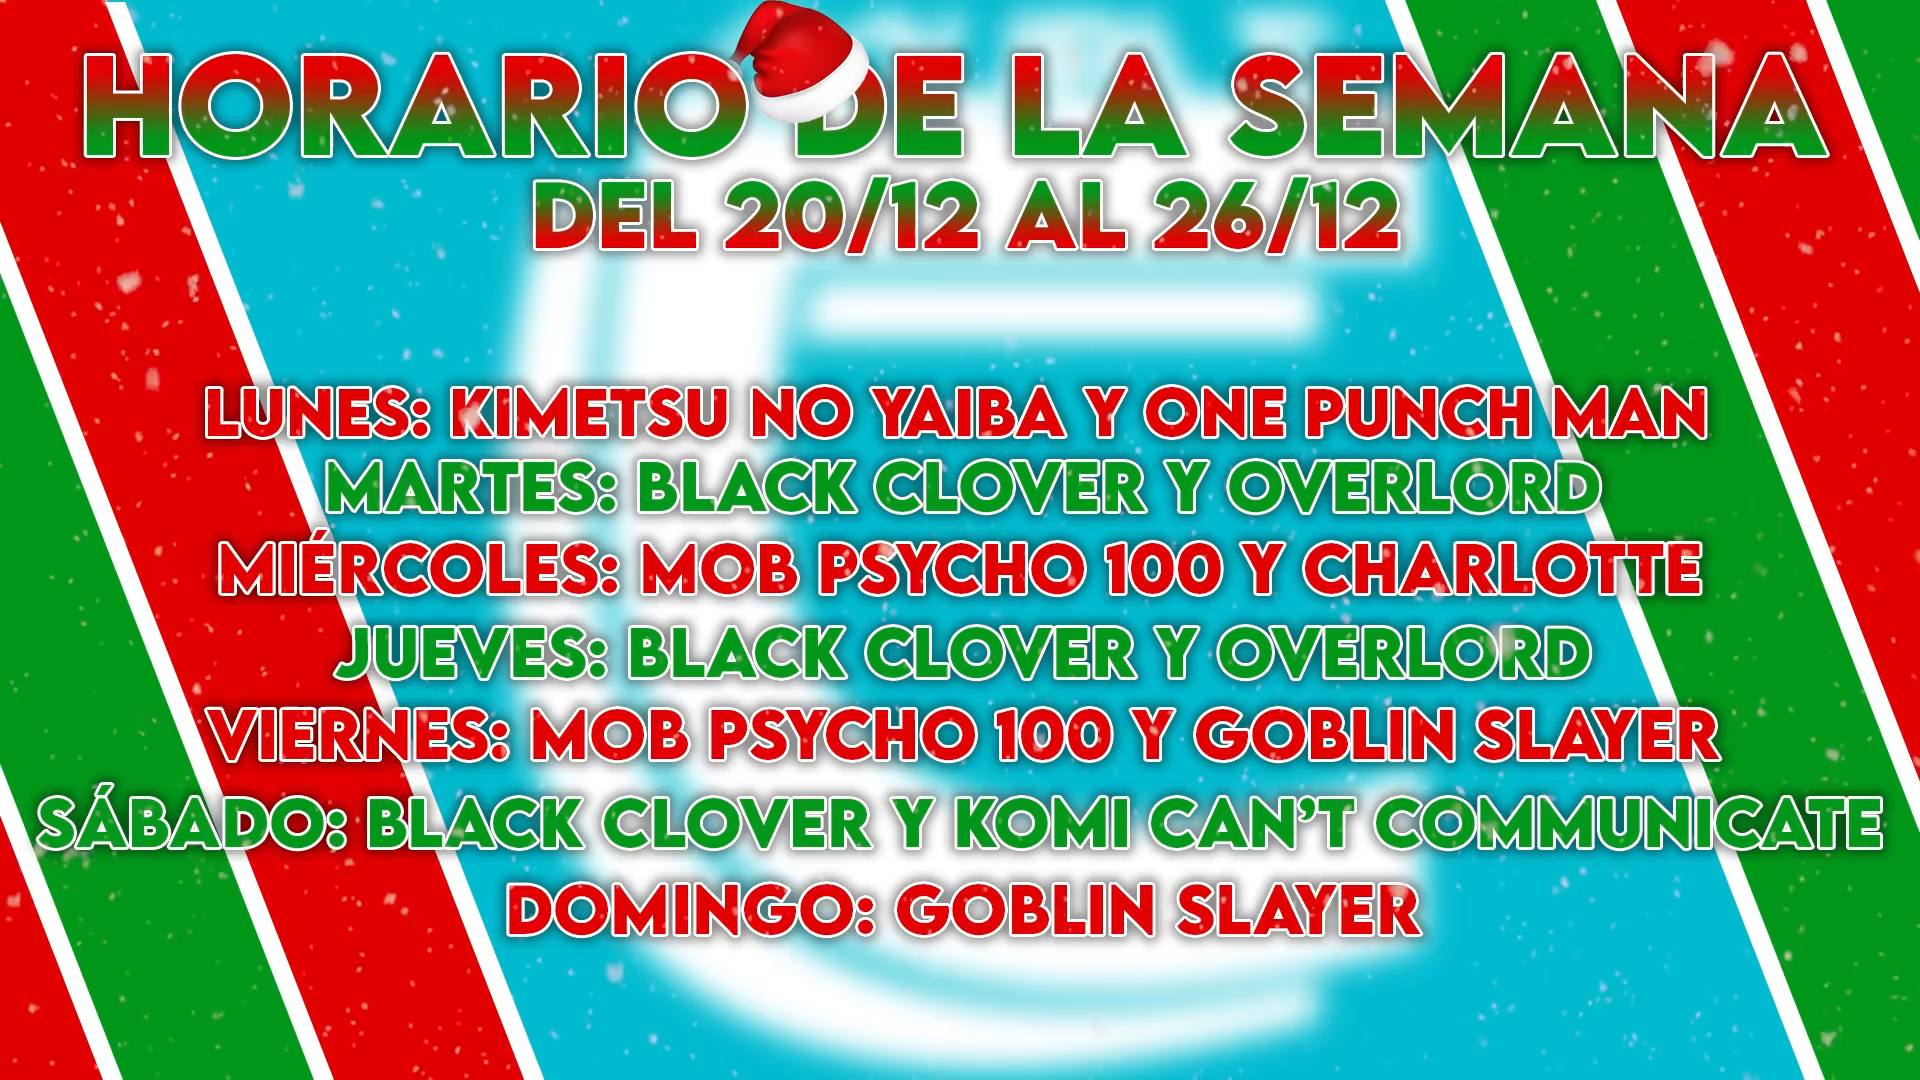 HORARIO DE LA SEMANA
DEL 20/12 AL 26/12
LUNES: KIMETSU NO YAIBA Y ONE PUNCH MAN
MARTES: BLACK CLOVER Y OVERLORD
MIÉRCOLES: MOB PSYCHO 100 Y CHARLOTTE
JUEVES: BLACK CLOVER Y OVERLORD
VIERNES: MOB PSYCHO 100 Y GOBLIN SLAYER
SÁBADO: BLACK CLOVER Y KOMI CAN’T COMMUNICATE
DOMINGO: GOBLIN SLAYER